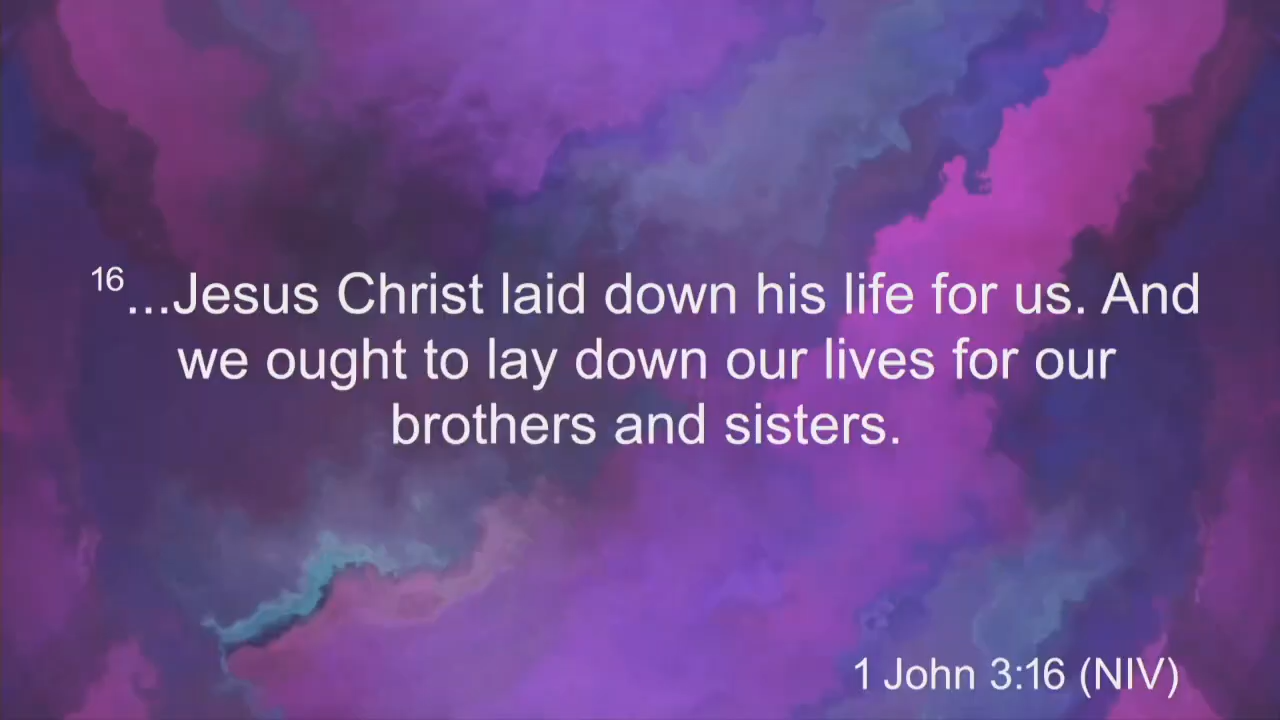 16...Jesus Christ laid down his life for us. And
we ought to lay down our lives for our
brothers and sisters.
1 John 3:16 (NIV)